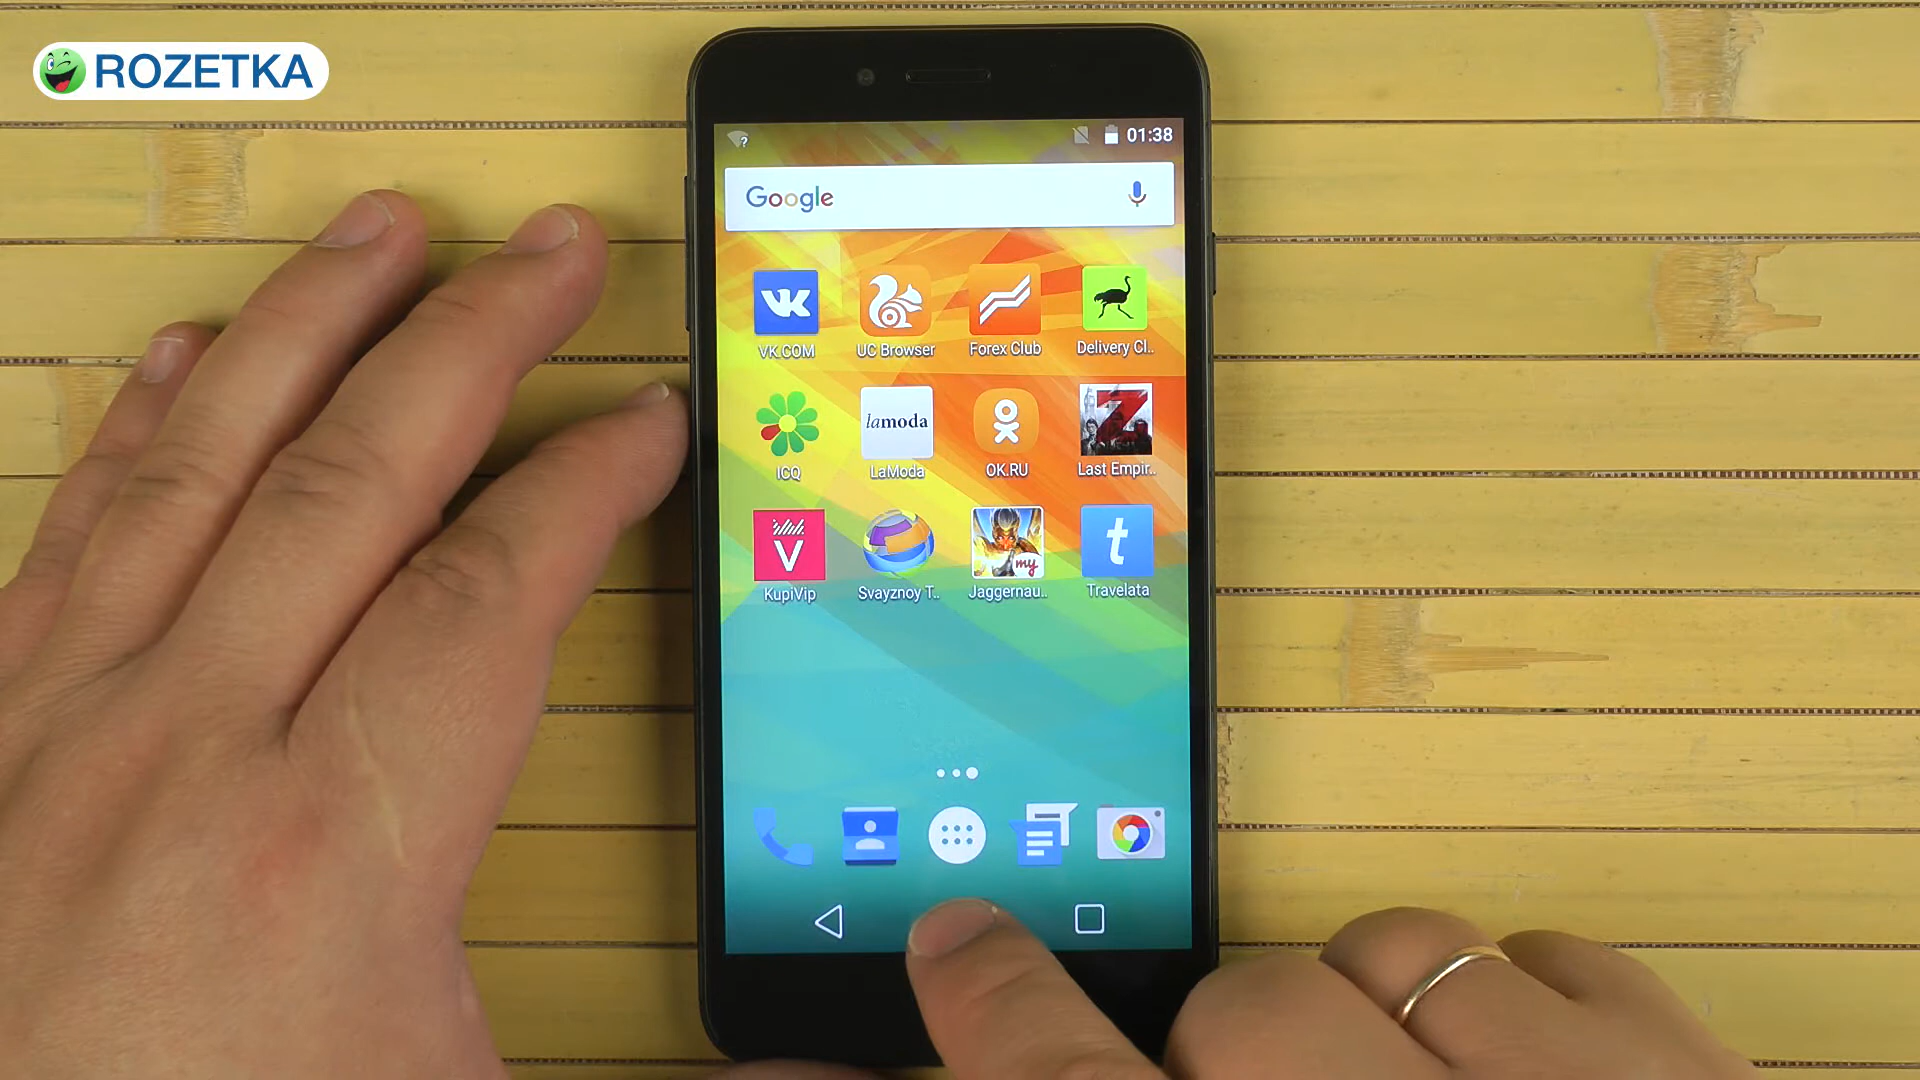 ROZETKA
01:38
Google
VK.COM
UC Browser
Forex Club
Delivery Cl..
lamoda
Z
ICQ
LaModa
OK.RU
Last Empir..
V
my
t
KupiVip
Svayznoy T..
Jaggernau..
Travelata